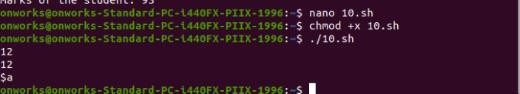 Marks of the student: 93
onworks@onworks-Standard-PC-i440FX-PIIX-1996:~$ nano 10.sh
onworks@onworks-Standard-PC-i440FX-PIIX-1996:~$ chmod +x 10.sh
onworks@onworks-Standard-PC-i440FX-PIIX-1996:~$ ./10.sh
12
12
$a
onworks@onworks-Standard-PC-i440FX-PIIX-1996:~$